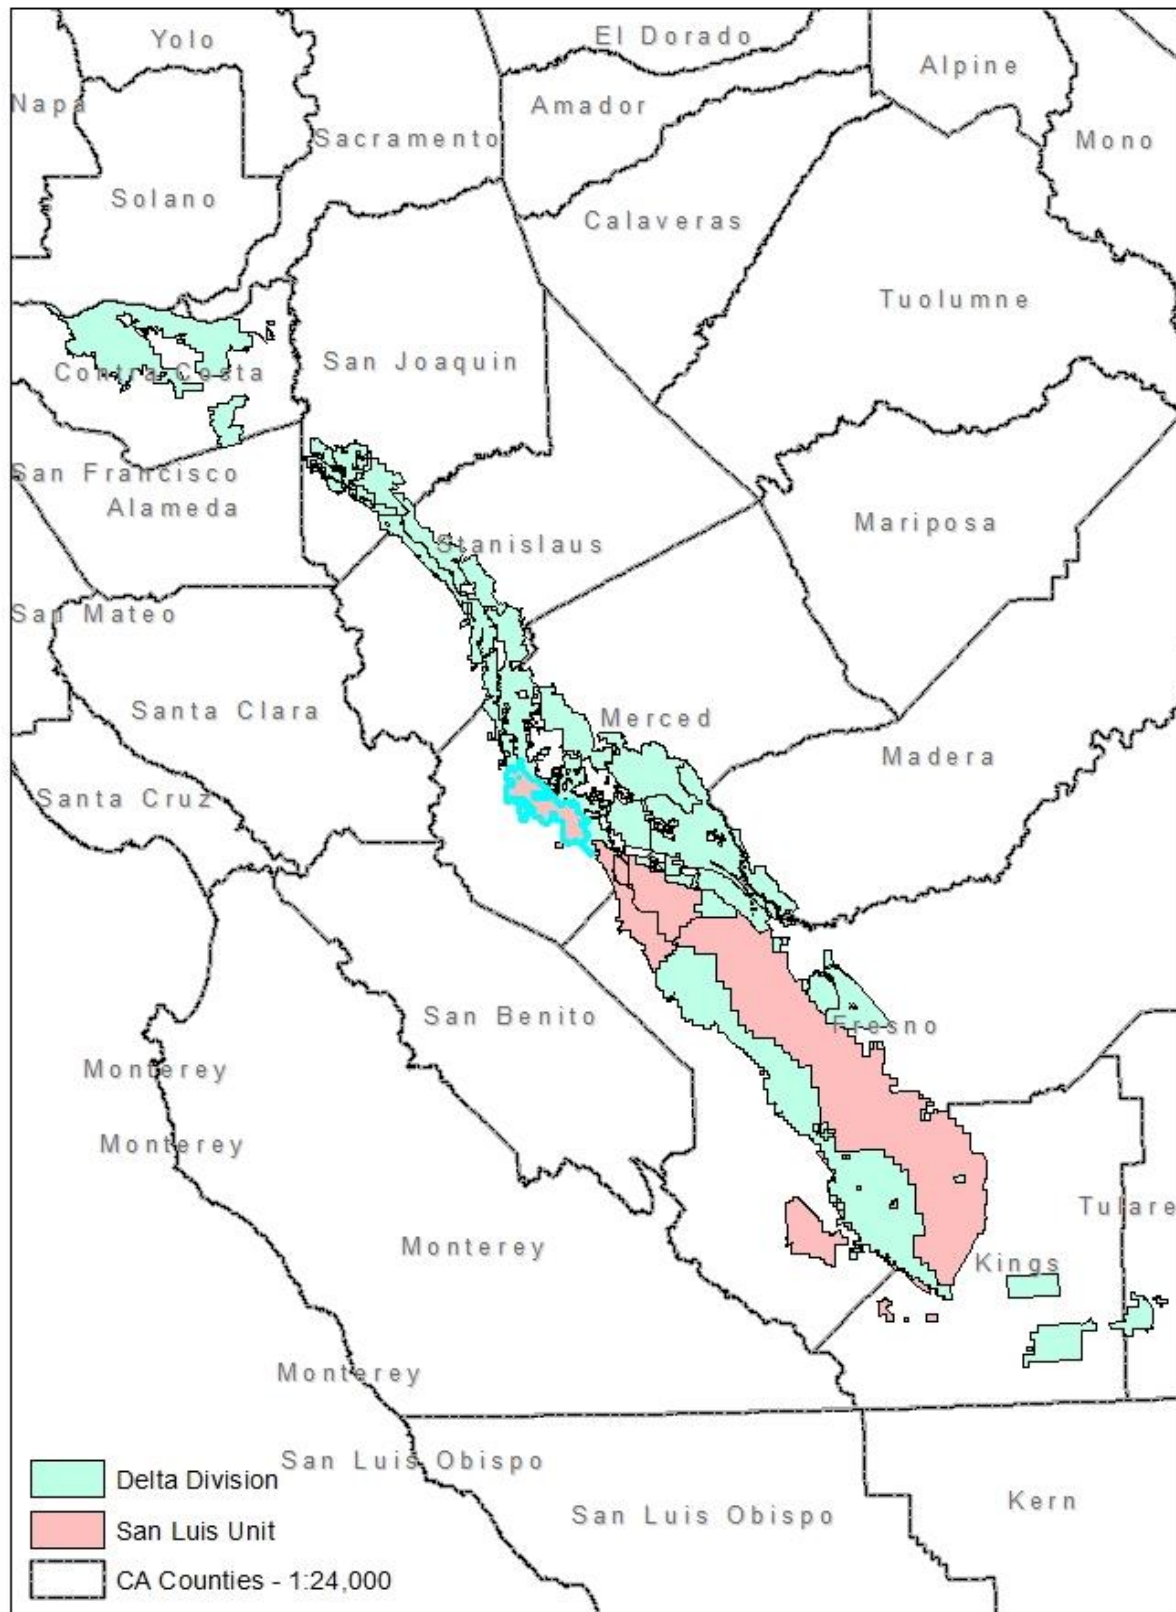 Yolo
El Dorado
Alpine
Napa
Amador
Sacramento
Mono
Solano
Calaveras
Tuolumne
San Joaquin
Contra Costa
San Francisco
Alameda
Mariposa
Stanislaus
San Mateo
Santa Clara
Merced
Madera
Santa Cruz
San Benito
Fresno
Monterey
Monterey
Tulare
Monterey
Kings
Monterey
San Luis Obispo
Delta Division
San Luis Obispo
Kern
San Luis Unit
CA Counties - 1:24,000